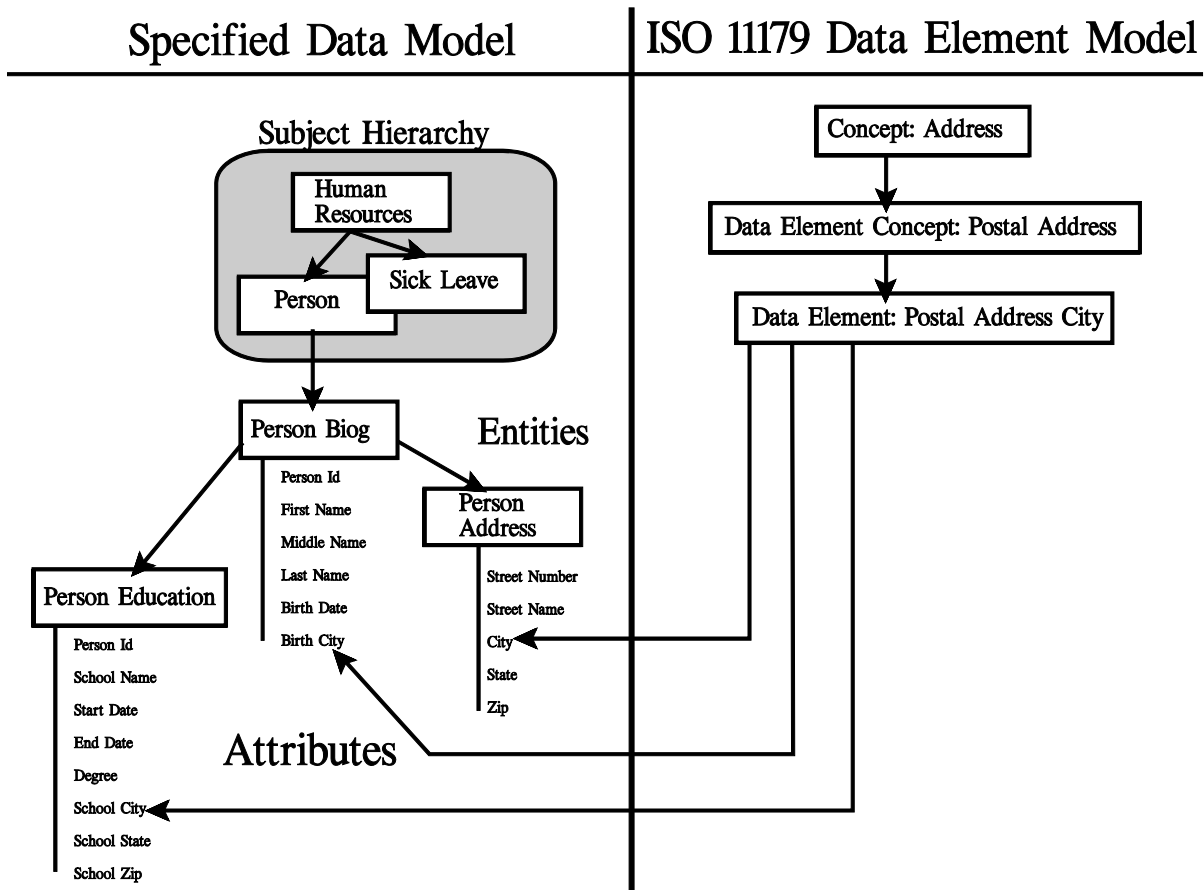 Specified Data Model
ISO 11179 Data Element Model
Subject Hierarchy
Human
Resources
Person
Sick Leave
Person Biog
Entities
Person Id
First Name
Middle Name
Last Name
Birth Date
Birth City
Person
Address
Street Number
Street Name
City
State
Zip
Person Education
Person Id
School Name
Start Date
End Date
Degree
School City
School State
School Zip
Attributes
Concept: Address
Data Element Concept: Postal Address
Data Element: Postal Address City